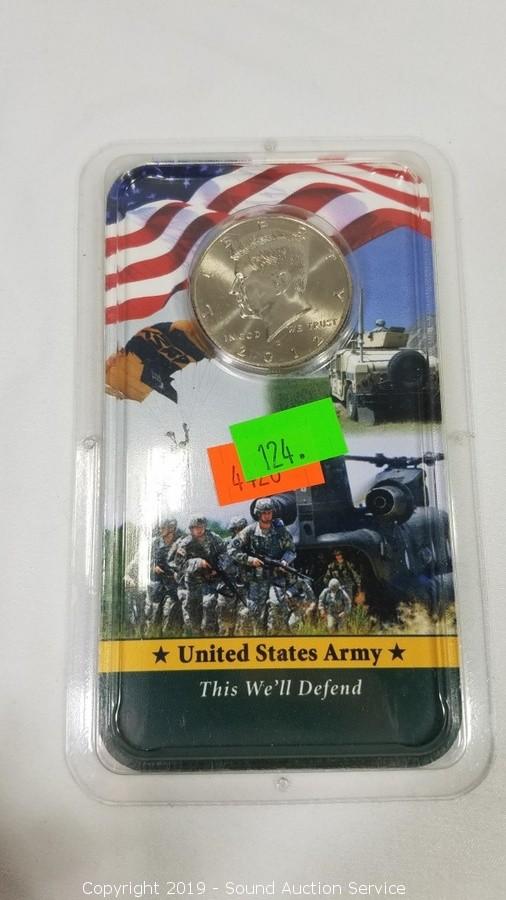 LIBERTY
IN GOD WE TRUST
2012
124.
★ United States Army ★
This We'll Defend
Copyright 2019 - Sound Auction Service